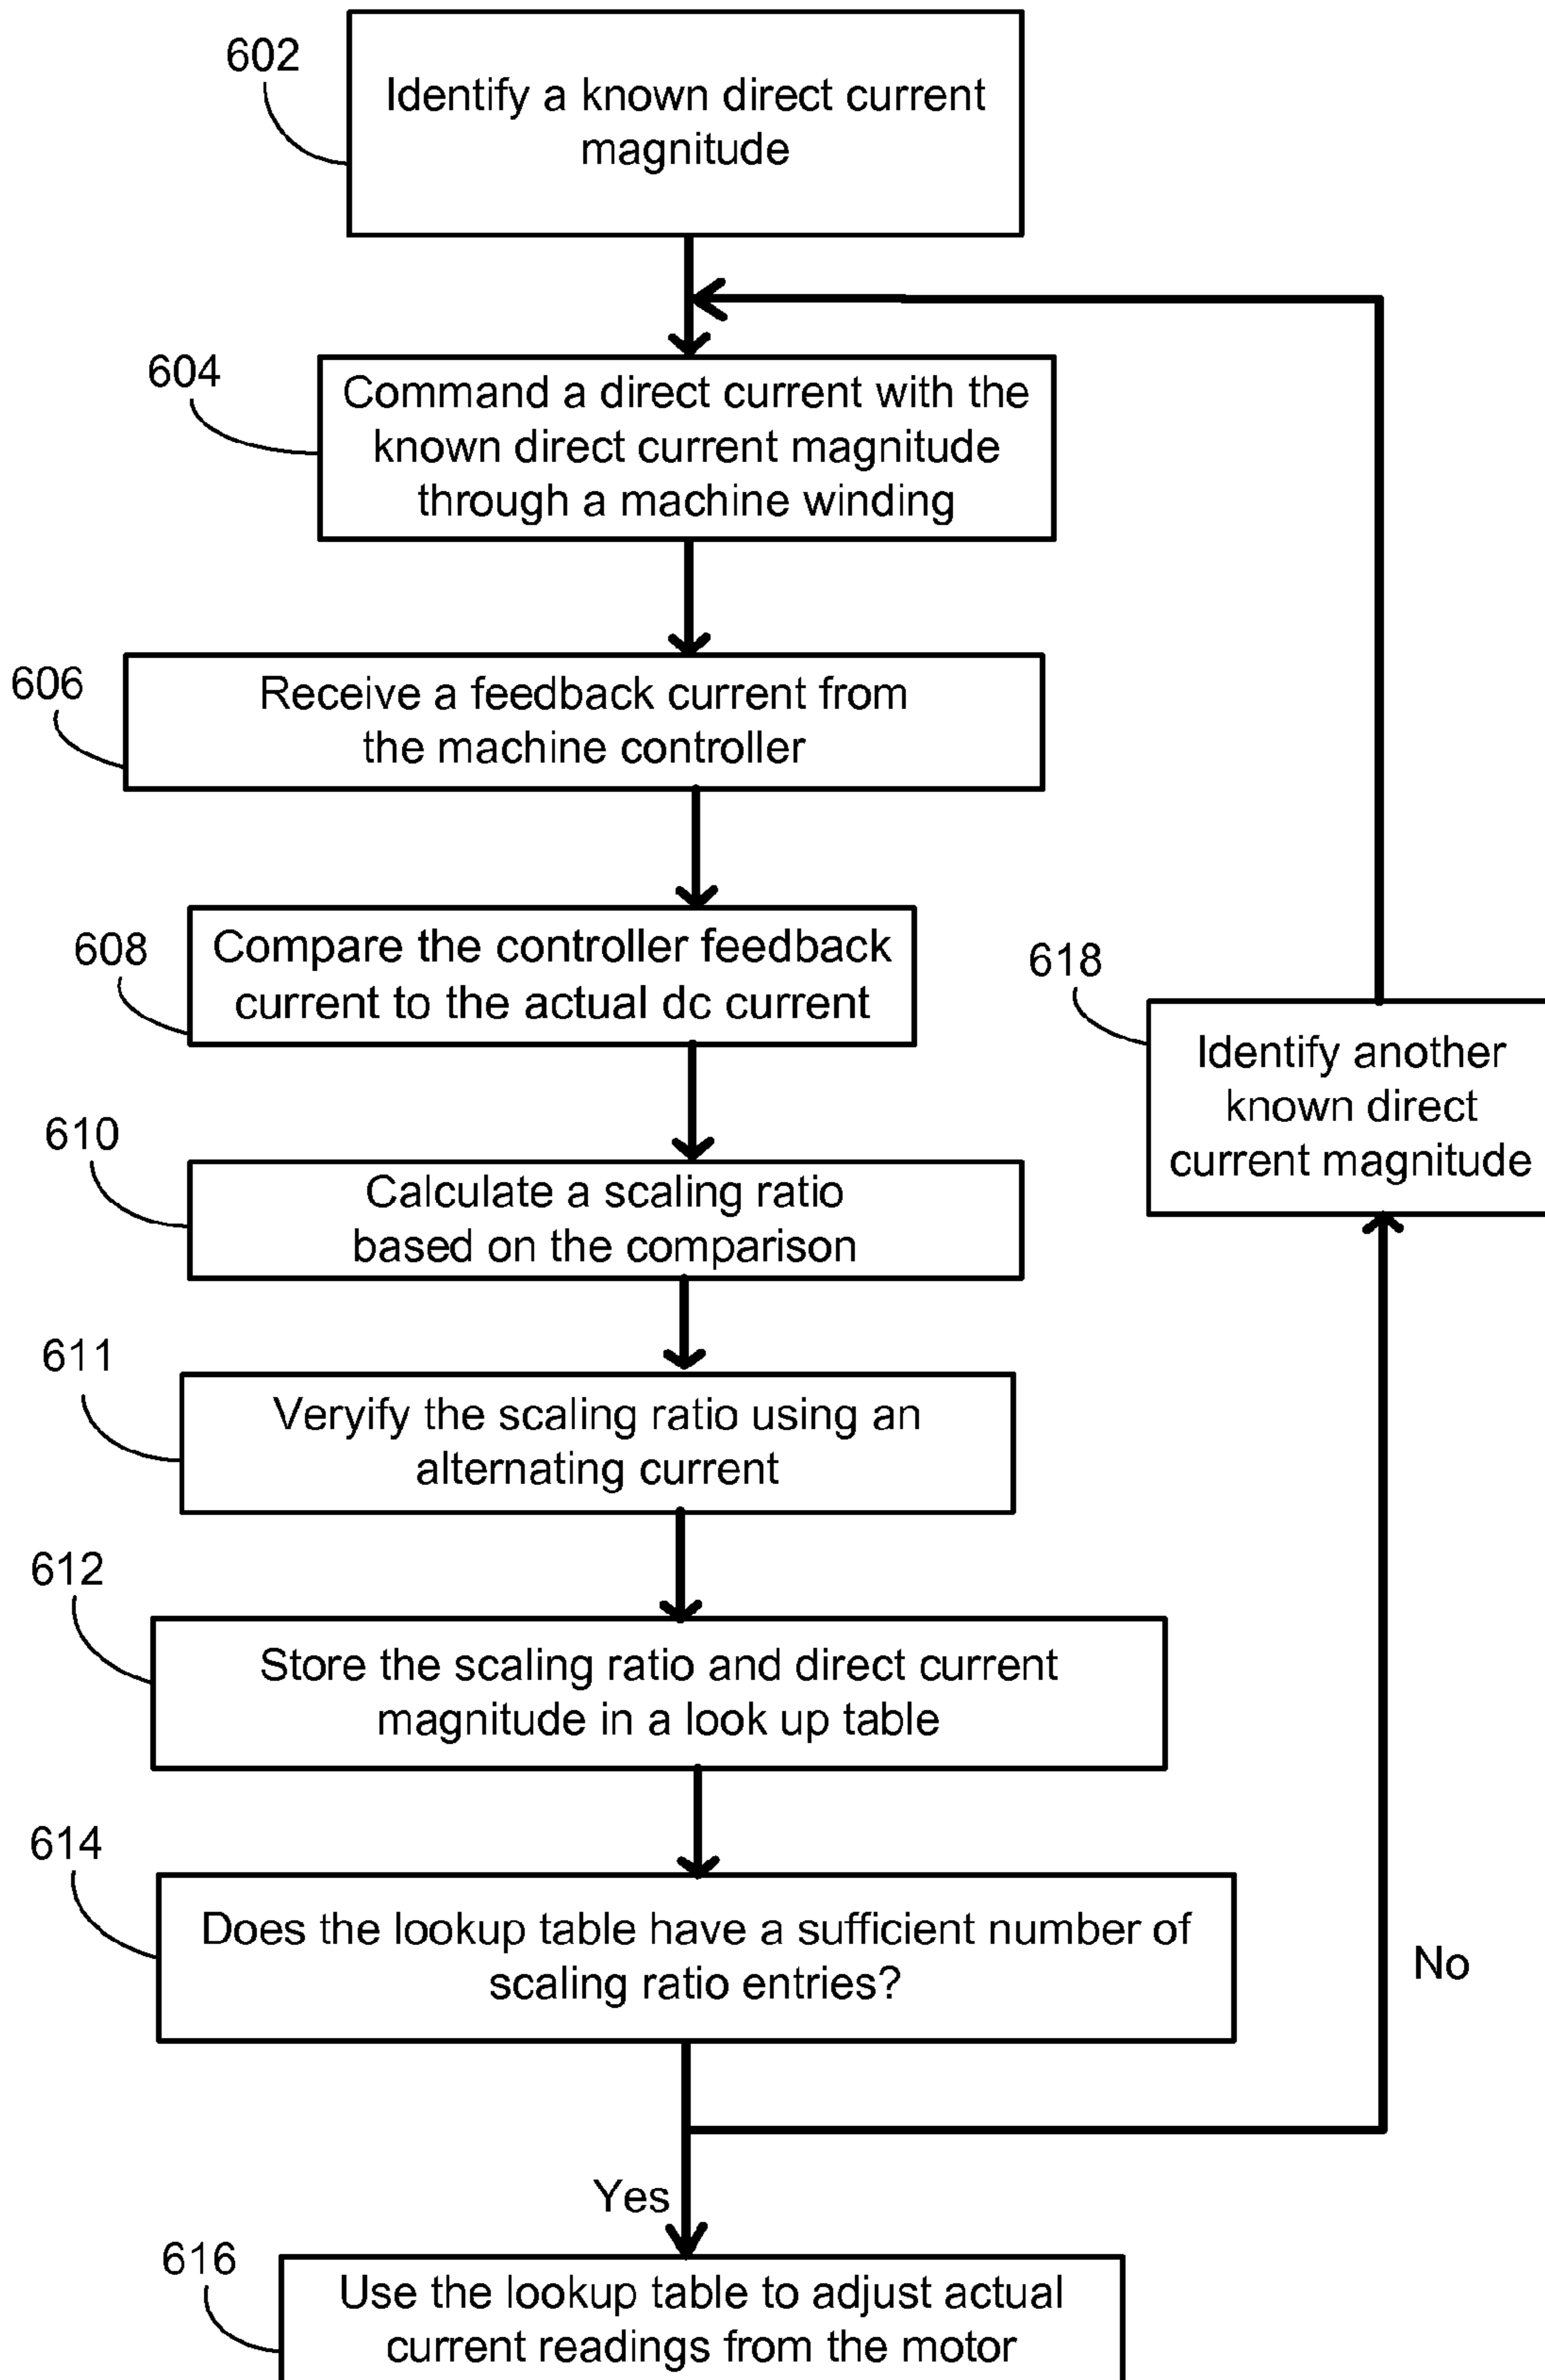 602
Identify a known direct current
magnitude
604
Command a direct current with the
known direct current magnitude
through a machine winding
606
Receive a feedback current from
the machine controller
608
Compare the controller feedback
current to the actual dc current
618
Identify another
known direct
current magnitude
610
Calculate a scaling ratio
based on the comparison
611
Veryify the scaling ratio using an
alternating current
612
Store the scaling ratio and direct current
magnitude in a look up table
614
Does the lookup table have a sufficient number of
scaling ratio entries?
No
Yes
616
Use the lookup table to adjust actual
current readings from the motor